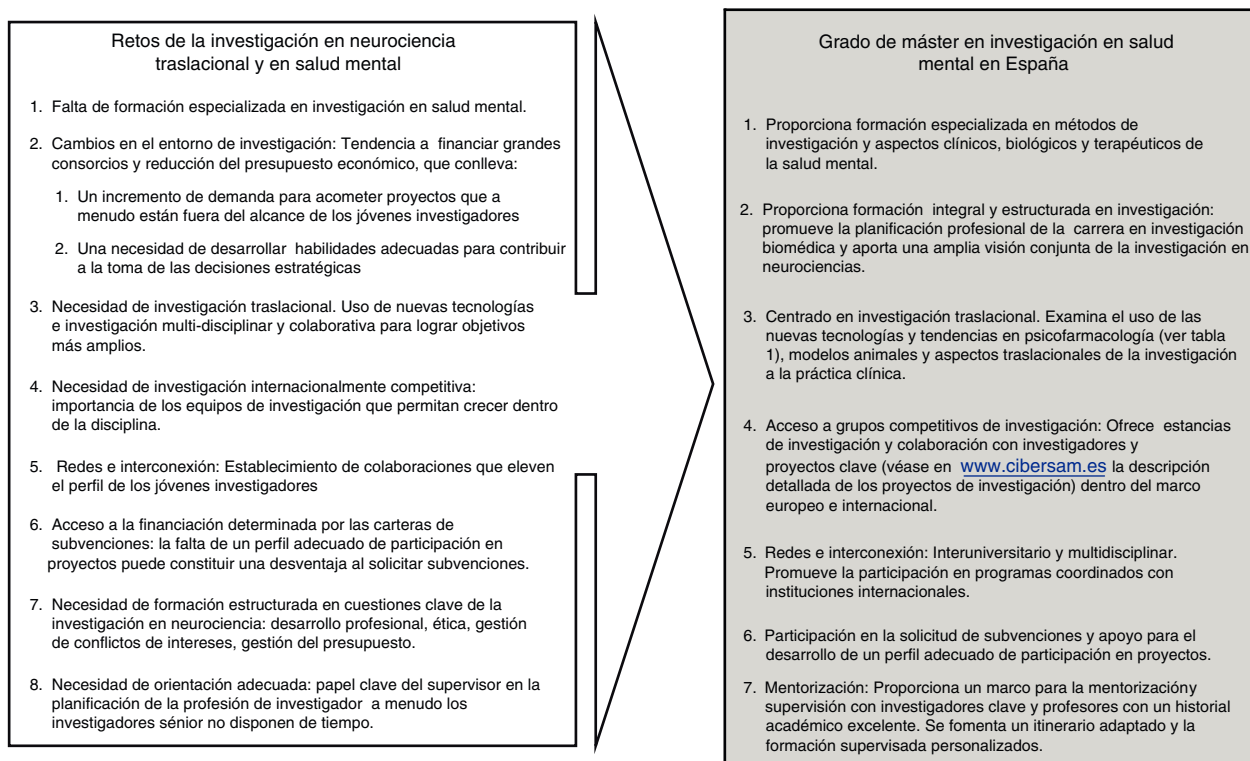 Retos de la investigación en neurociencia
traslacional y en salud mental
1. Falta de formación especializada en investigación en salud mental.
2. Cambios en el entorno de investigación: Tendencia a financiar grandes
consorcios y reducción del presupuesto económico, que conlleva:
1. Un incremento de demanda para acometer proyectos que a
menudo están fuera del alcance de los jóvenes investigadores
2. Una necesidad de desarrollar habilidades adecuadas para contribuir
a la toma de las decisiones estratégicas
3. Necesidad de investigación traslacional. Uso de nuevas tecnologías
e investigación multi-disciplinar y colaborativa para lograr objetivos
más amplios.
4. Necesidad de investigación internacionalmente competitiva:
importancia de los equipos de investigación que permitan crecer dentro
de la disciplina.
5. Redes e interconexión: Establecimiento de colaboraciones que eleven
el perfil de los jóvenes investigadores
6. Acceso a la financiación determinada por las carteras de
subvenciones: la falta de un perfil adecuado de participación en
proyectos puede constituir una desventaja al solicitar subvenciones.
7. Necesidad de formación estructurada en cuestiones clave de la
investigación en neurociencia: desarrollo profesional, ética, gestión
de conflictos de intereses, gestión del presupuesto.
8. Necesidad de orientación adecuada: papel clave del supervisor en la
planificación de la profesión de investigador a menudo los
investigadores sénior no disponen de tiempo.
Grado de máster en investigación en salud
mental en España
1. Proporciona formación especializada en métodos de
investigación y aspectos clínicos, biológicos y terapéuticos de
la salud mental.
2. Proporciona formación integral y estructurada en investigación:
promueve la planificación profesional de la carrera en investigación
biomédica y aporta una amplia visión conjunta de la investigación en
neurociencias.
3. Centrado en investigación traslacional. Examina el uso de las
nuevas tecnologías y tendencias en psicofarmacología (ver tabla
1), modelos animales y aspectos traslacionales de la investigación
a la práctica clínica.
4. Acceso a grupos competitivos de investigación: Ofrece estancias
de investigación y colaboración con investigadores y
proyectos clave (véase en www.cibersam.es la descripción
detallada de los proyectos de investigación) dentro del marco
europeo e internacional.
5. Redes e interconexión: Interuniversitario y multidisciplinar.
Promueve la participación en programas coordinados con
instituciones internacionales.
6. Participación en la solicitud de subvenciones y apoyo para el
desarrollo de un perfil adecuado de participación en proyectos.
7. Mentorización: Proporciona un marco para la mentorizacióny
supervisión con investigadores clave y profesores con un historial
académico excelente. Se fomenta un itinerario adaptado y la
formación supervisada personalizados.